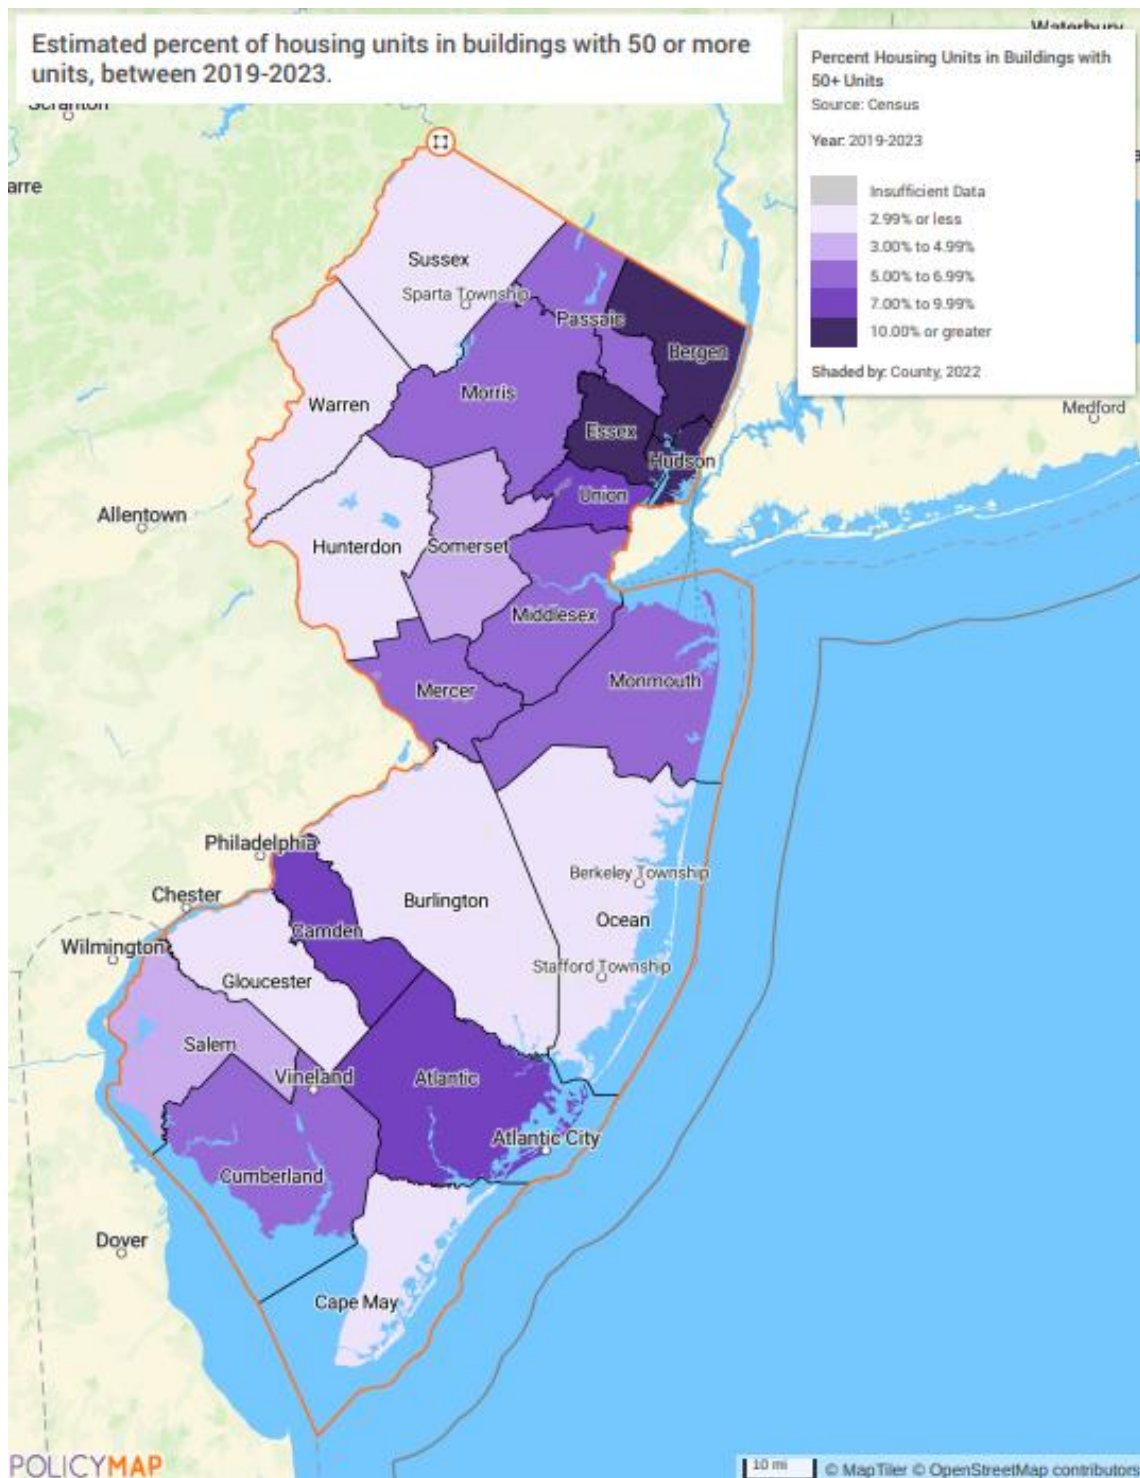 Estimated percent of housing units in buildings with 50 or more
units, between 2019-2023.
Waterbury
Percent Housing Units in Buildings with
50+ Units
Source: Census
Year: 2019-2023
Insufficient Data
2.99% or less
3.00% to 4.99%
5.00% to 6.99%
7.00% to 9.99%
10.00% or greater
Shaded by: County, 2022
Scranton
arre
Sussex
Sparta Township
Passaic
Bergen
Morris
Warren
Medford
Essex
Hudson
Union
Allentown
Hunterdon
Somerset
Middlesex
Mercer
Monmouth
Philadelphia
Berkeley Township
Chester
Burlington
Ocean
Camden
Wilmington
Stafford Township
Gloucester
Salem
Vineland
Atlantic
Atlantic City
Cumberland
Dover
Cape May
POLICYMAP
10 mi
© MapTiler © OpenStreetMap contributors